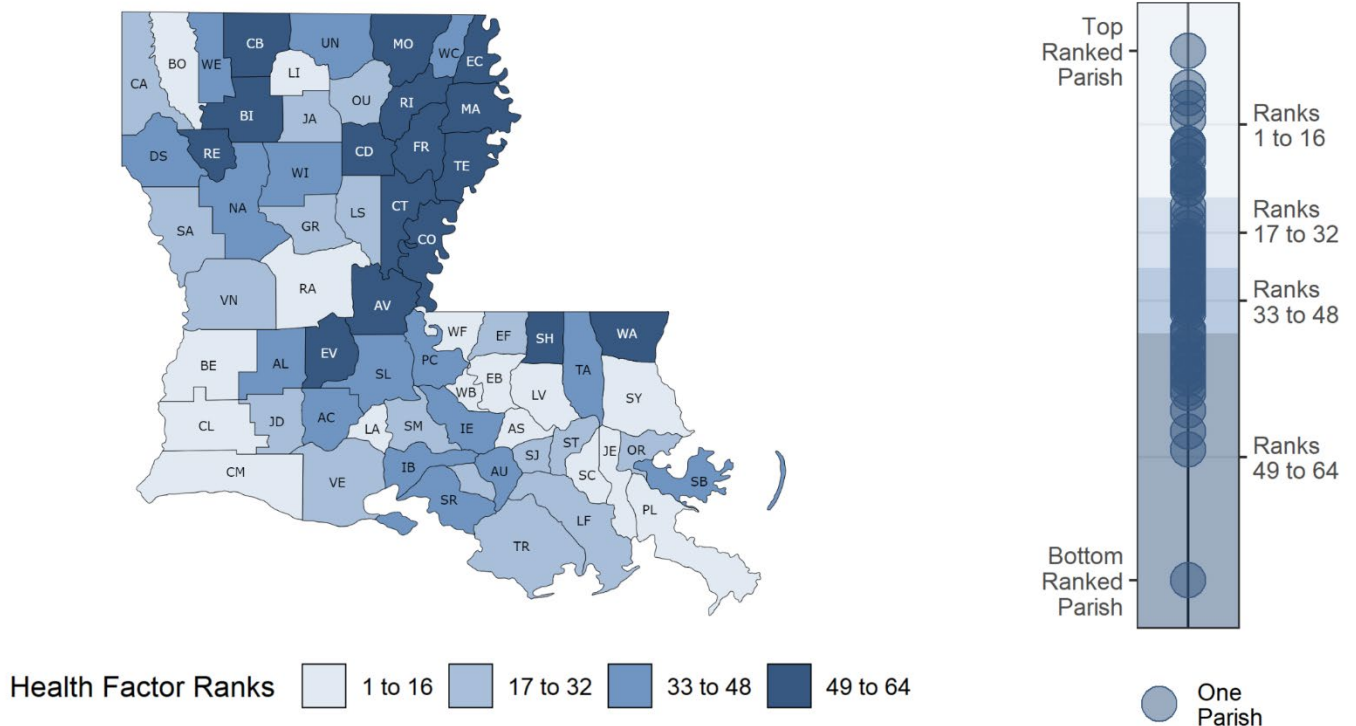 CB
UN
MO
WC
EC
BO
WE
LI
CA
OU
RI
MA
BI
JA
FR
DS
RE
CD
TE
WI
NA
LS
CT
SA
GR
CO
RA
VN
AV
WF
EF
SH
WA
BE
AL
EV
PC
SL
TA
EB
WB
LV
SY
CL
JD
AC
LA
SM
IE
AS
ST
JE
OR
SJ
CM
VE
IB
AU
SC
SB
SR
PL
LF
TR
Top
Ranked
Parish
Ranks
1 to 16
Ranks
17 to 32
Ranks
33 to 48
Ranks
49 to 64
Bottom
Ranked
Parish
Health Factor Ranks 1 to 16 17 to 32 33 to 48 49 to 64
One
Parish